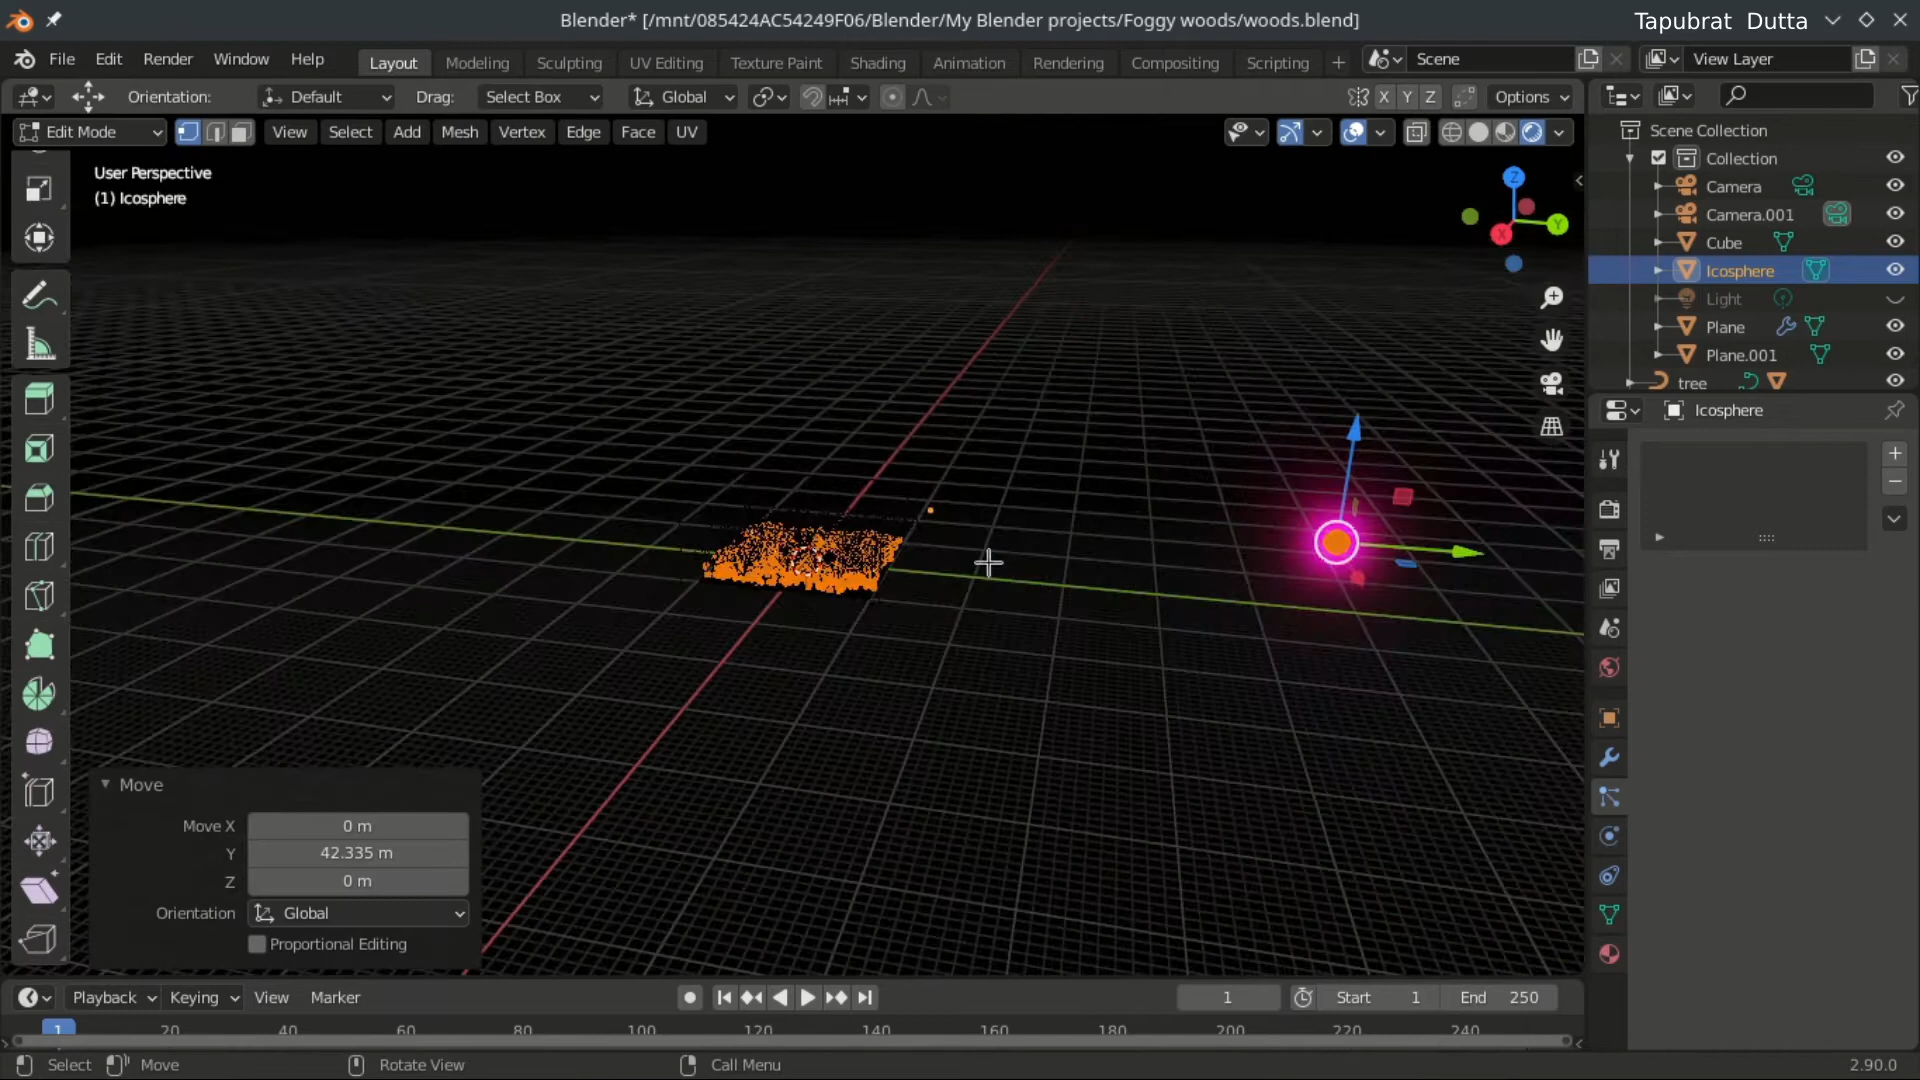 Blender* [/mnt/085424AC54249F06/Blender/My Blender projects/Foggy woods/woods.blend]
Tapubrat Dutta
File Edit Render Window Help
Layout Modeling Sculpting UV Editing Texture Paint Shading Animation Rendering Compositing Scripting +
Scene
View Layer
Orientation: Default Drag: Select Box Global
X Y Z Options
Edit Mode View Select Add Mesh Vertex Edge Face UV
User Perspective
(1) Icosphere
Z
Y
X
Scene Collection
Collection
Camera
Camera.001
Cube
Icosphere
Light
Plane
Plane.001
tree
Icosphere
Move
Move X 0 m
Y 42.335 m
Z 0 m
Orientation Global
Proportional Editing
Playback Keying View Marker
1 Start 1 End 250
1 20 40 60 80 100 120 140 160 180 200 220 240
Select Move Rotate View Call Menu 2.90.0